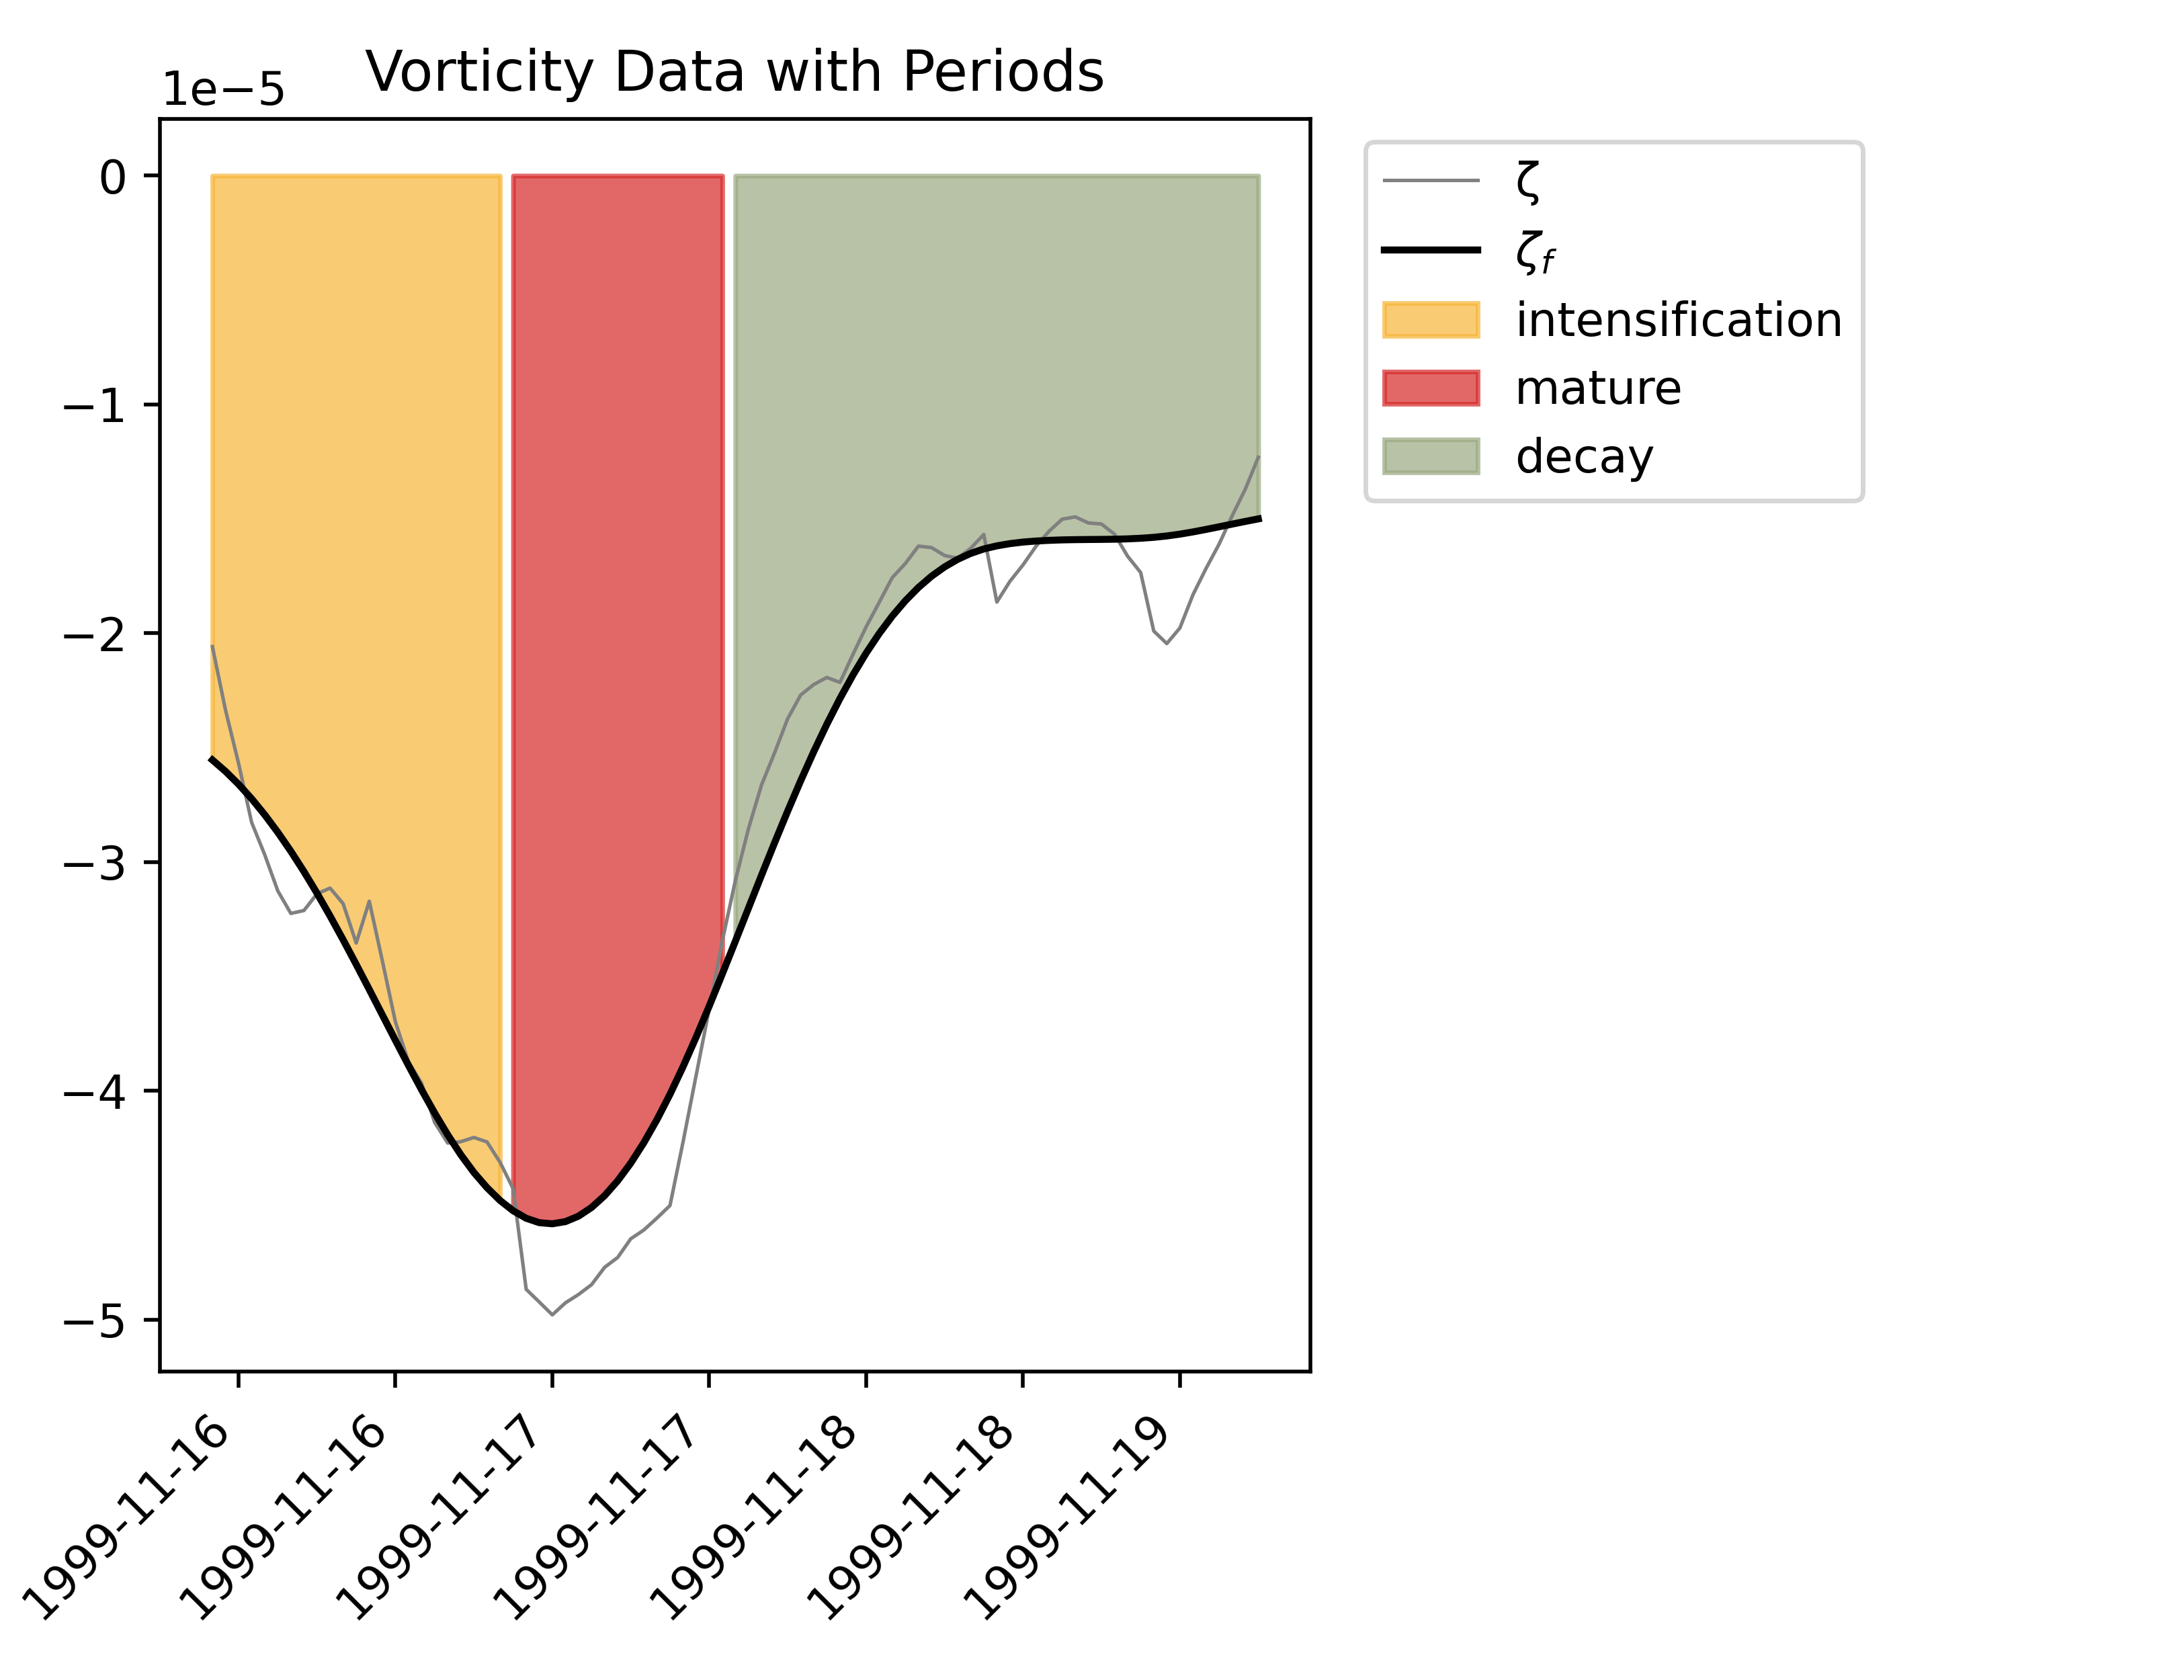 Vorticity Data with Periods
1e−5
0
−1
−2
−3
−4
−5
1999-11-16
1999-11-16
1999-11-17
1999-11-17
1999-11-18
1999-11-18
1999-11-19
ζ
ζf
intensification
mature
decay